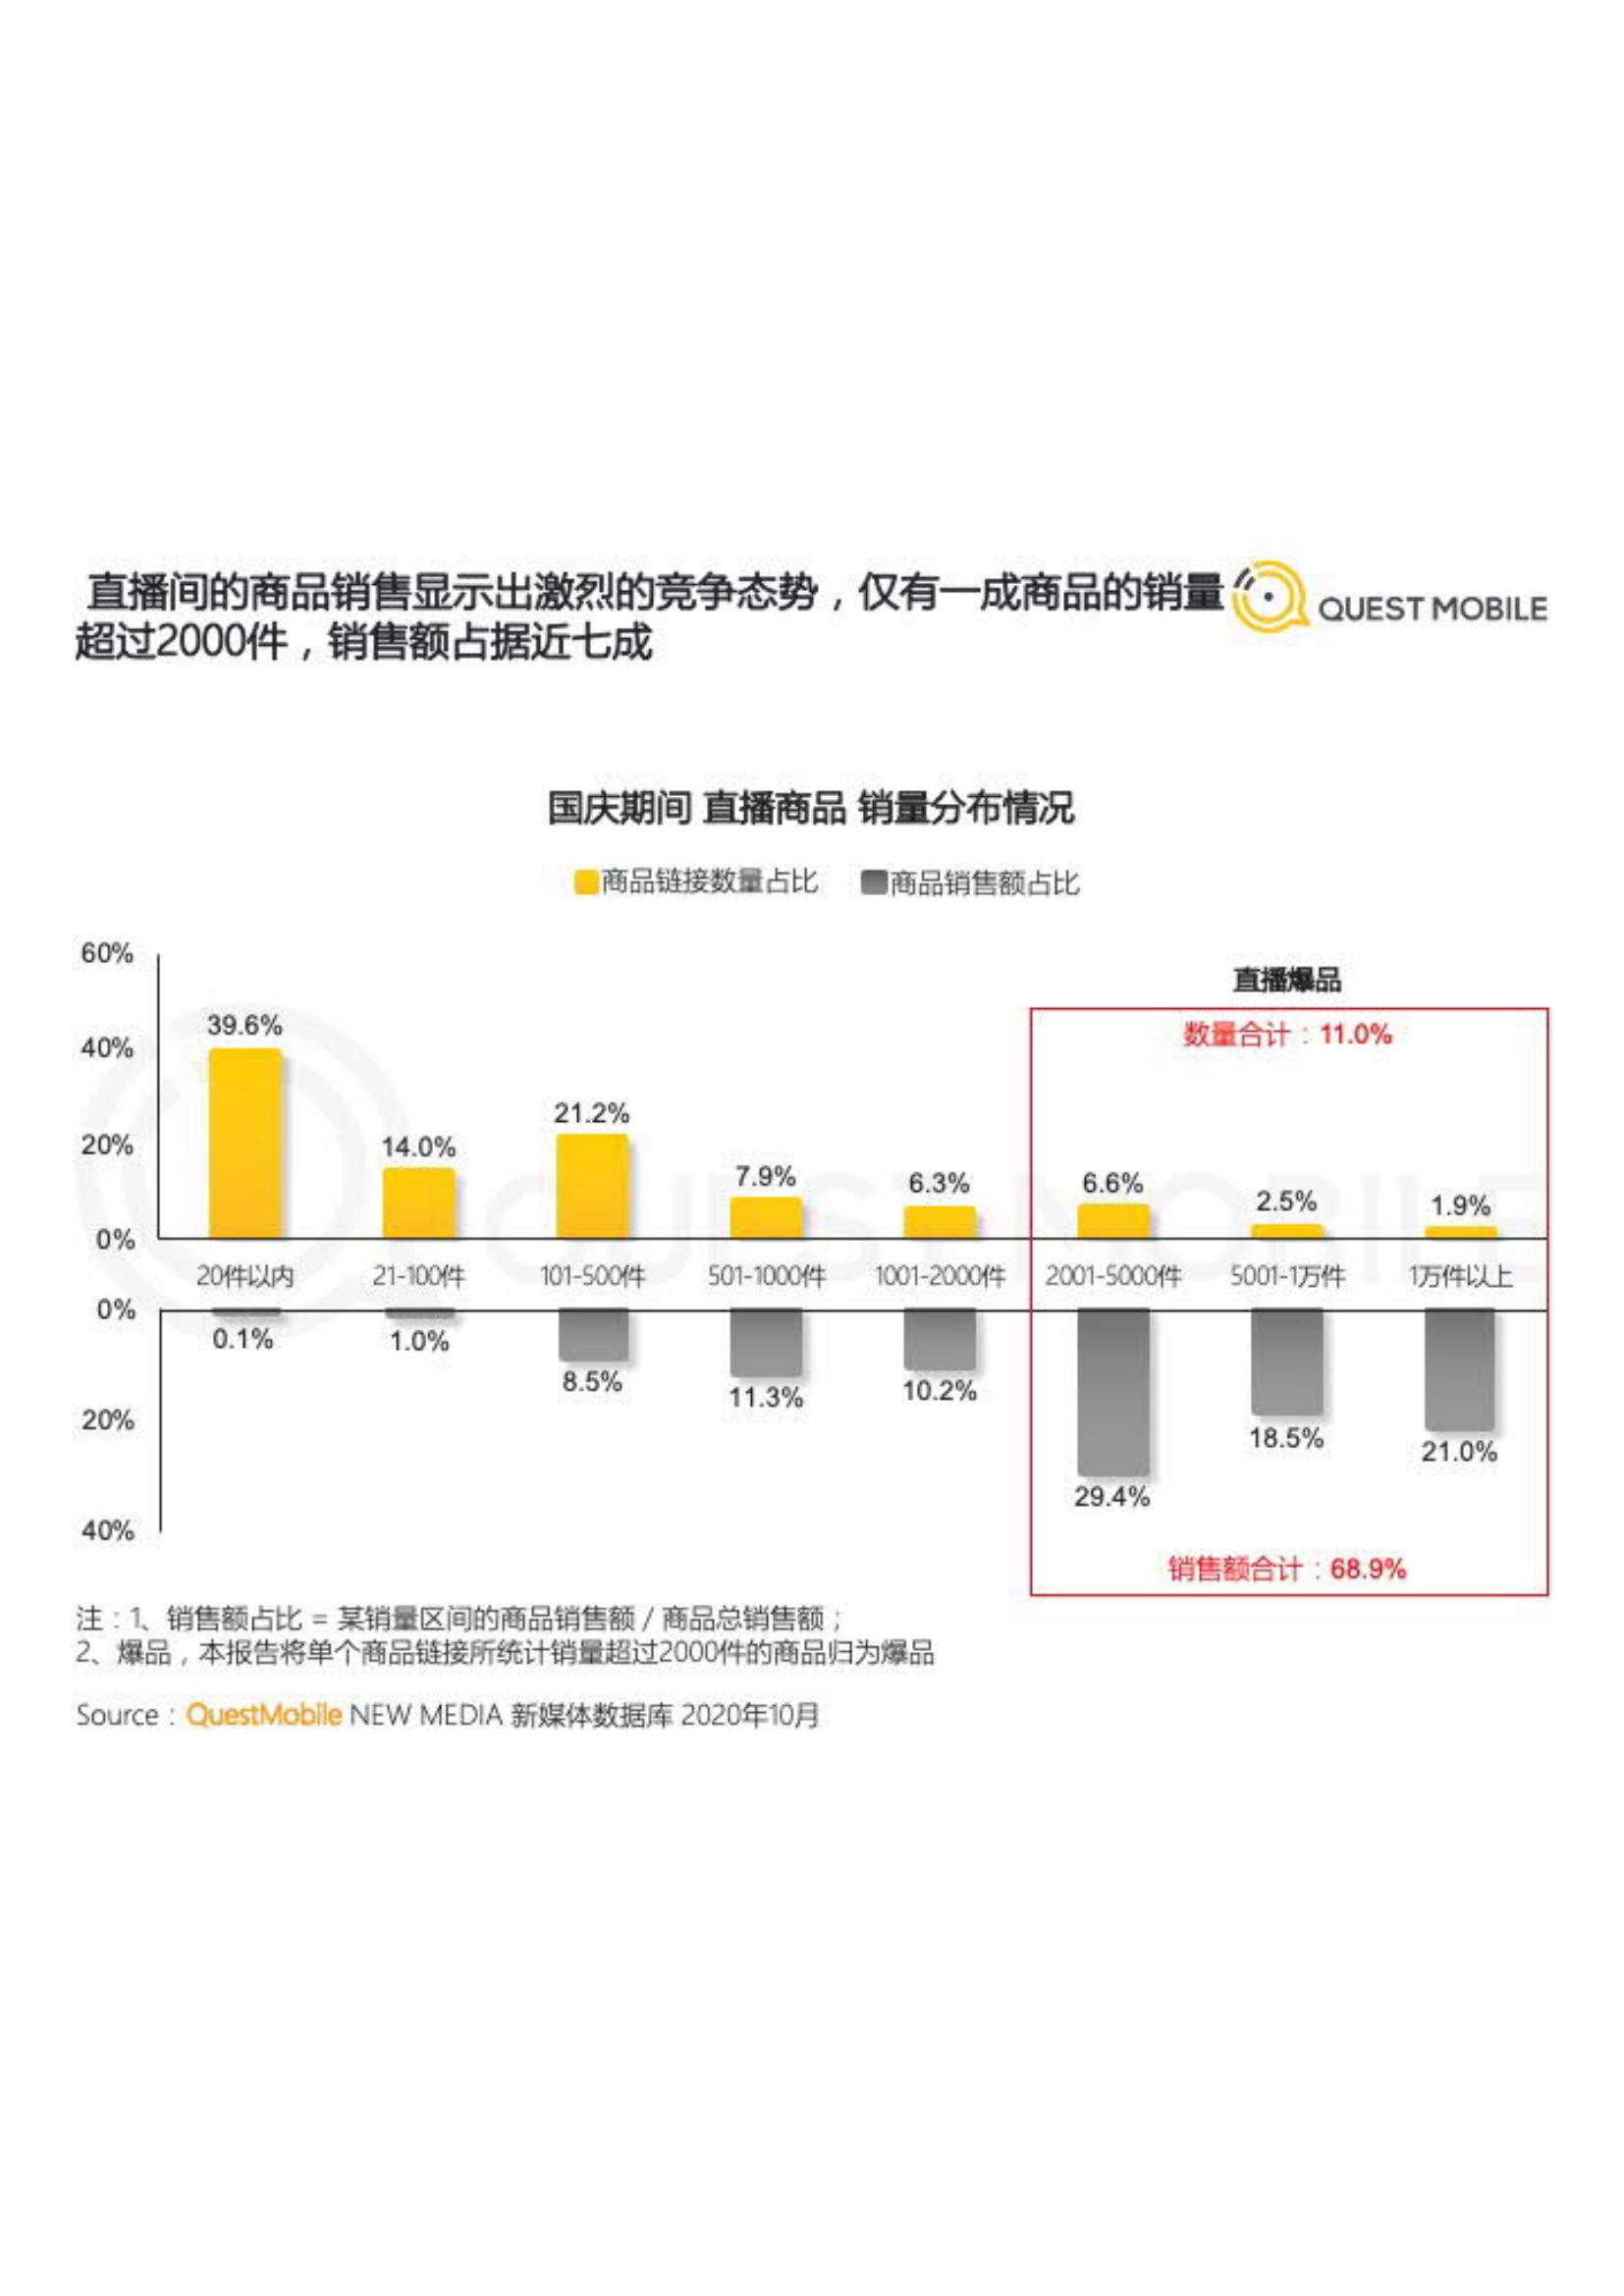 直播间的商品销售显示出激烈的竞争态势，仅有一成商品的销量
超过2000件，销售额占据近七成
QUEST MOBILE
国庆期间 直播商品 销量分布情况
商品链接数量占比 商品销售额占比
60%
40%
20%
0%
39.6%
14.0%
21.2%
7.9%
6.3%
6.6%
2.5%
1.9%
直播爆品
数量合计：11.0%
20件以内
21-100件
101-500件
501-1000件
1001-2000件
2001-5000件
5001-1万件
1万件以上
0%
20%
40%
0.1%
1.0%
8.5%
11.3%
10.2%
29.4%
18.5%
21.0%
销售额合计：68.9%
注：1、销售额占比 = 某销量区间的商品销售额 / 商品总销售额；
2、爆品，本报告将单个商品链接所统计销量超过2000件的商品归为爆品
Source：QuestMobile NEW MEDIA 新媒体数据库 2020年10月
QUEST MOBILE